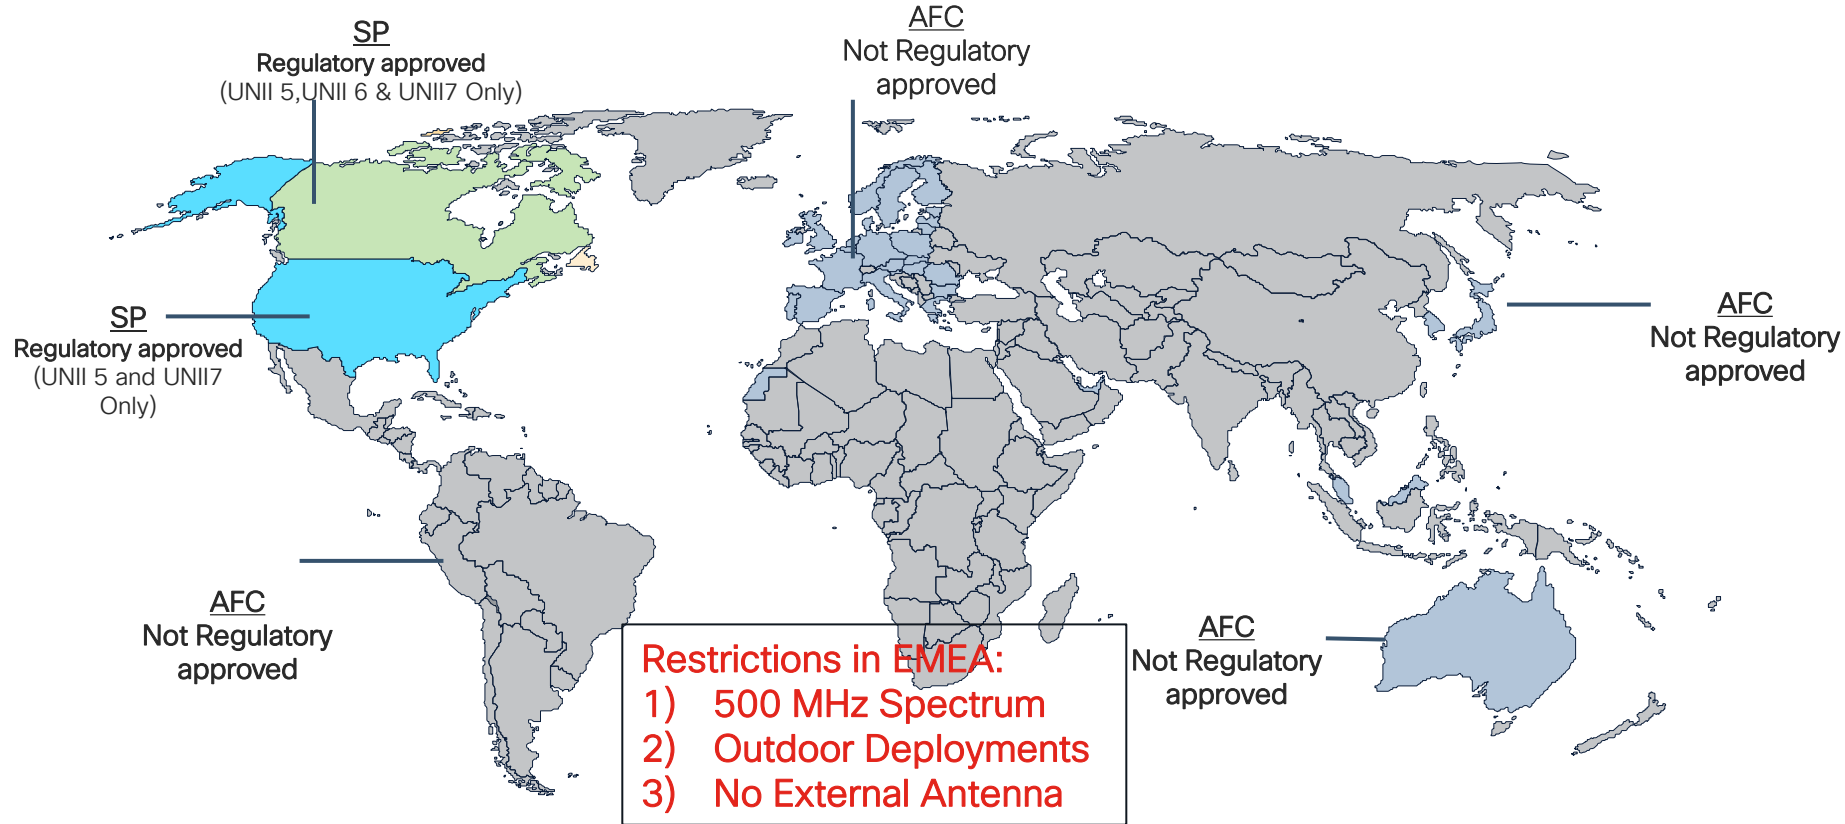 SP
Regulatory approved
(UNII 5,UNII 6 & UNII7 Only)
AFC
Not Regulatory
approved
SP
Regulatory approved
(UNII 5 and UNII7
Only)
AFC
Not Regulatory
approved
AFC
Not Regulatory
approved
AFC
Not Regulatory
approved
Restrictions in EMEA:
1) 500 MHz Spectrum
2) Outdoor Deployments
3) No External Antenna